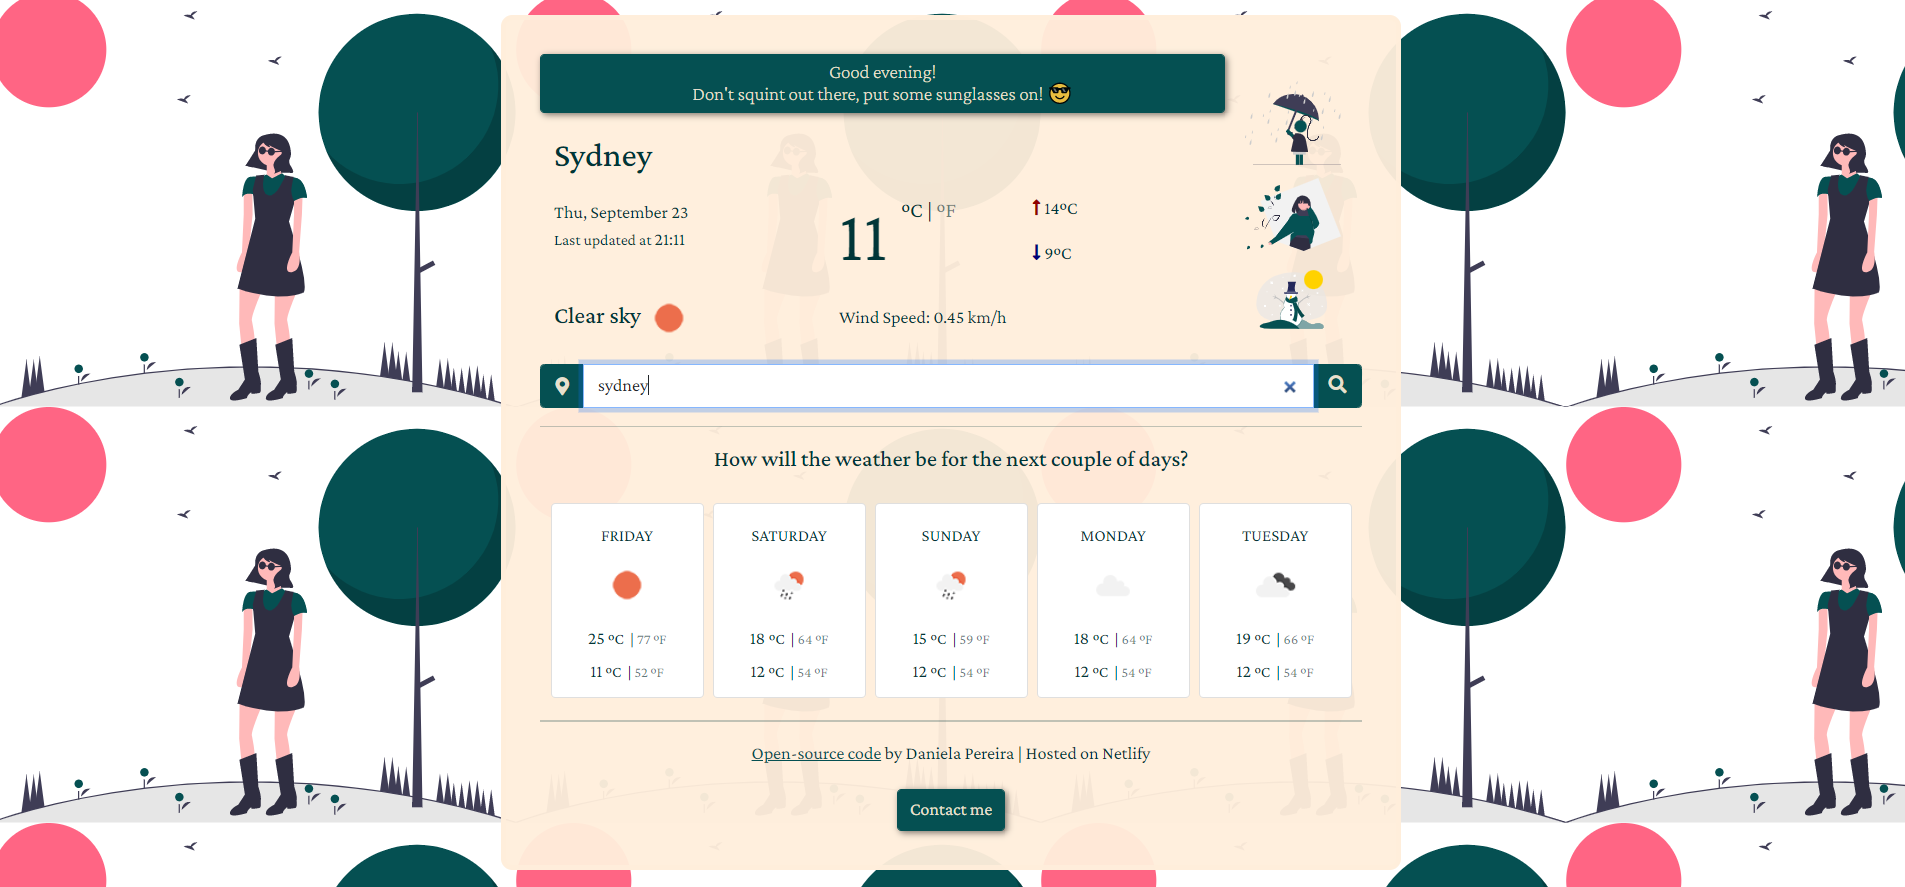 Good evening!
Don't squint out there, put some sunglasses on! 😎
Sydney
Thu, September 23
Last updated at 21:11
11 ºC | ºF
14ºC
9ºC
Clear sky
Wind Speed: 0.45 km/h
sydney
How will the weather be for the next couple of days?
FRIDAY
25 ºC | 77 ºF
11 ºC | 52 ºF
SATURDAY
18 ºC | 64 ºF
12 ºC | 54 ºF
SUNDAY
15 ºC | 59 ºF
12 ºC | 54 ºF
MONDAY
18 ºC | 64 ºF
12 ºC | 54 ºF
TUESDAY
19 ºC | 66 ºF
12 ºC | 54 ºF
Open-source code by Daniela Pereira | Hosted on Netlify
Contact me